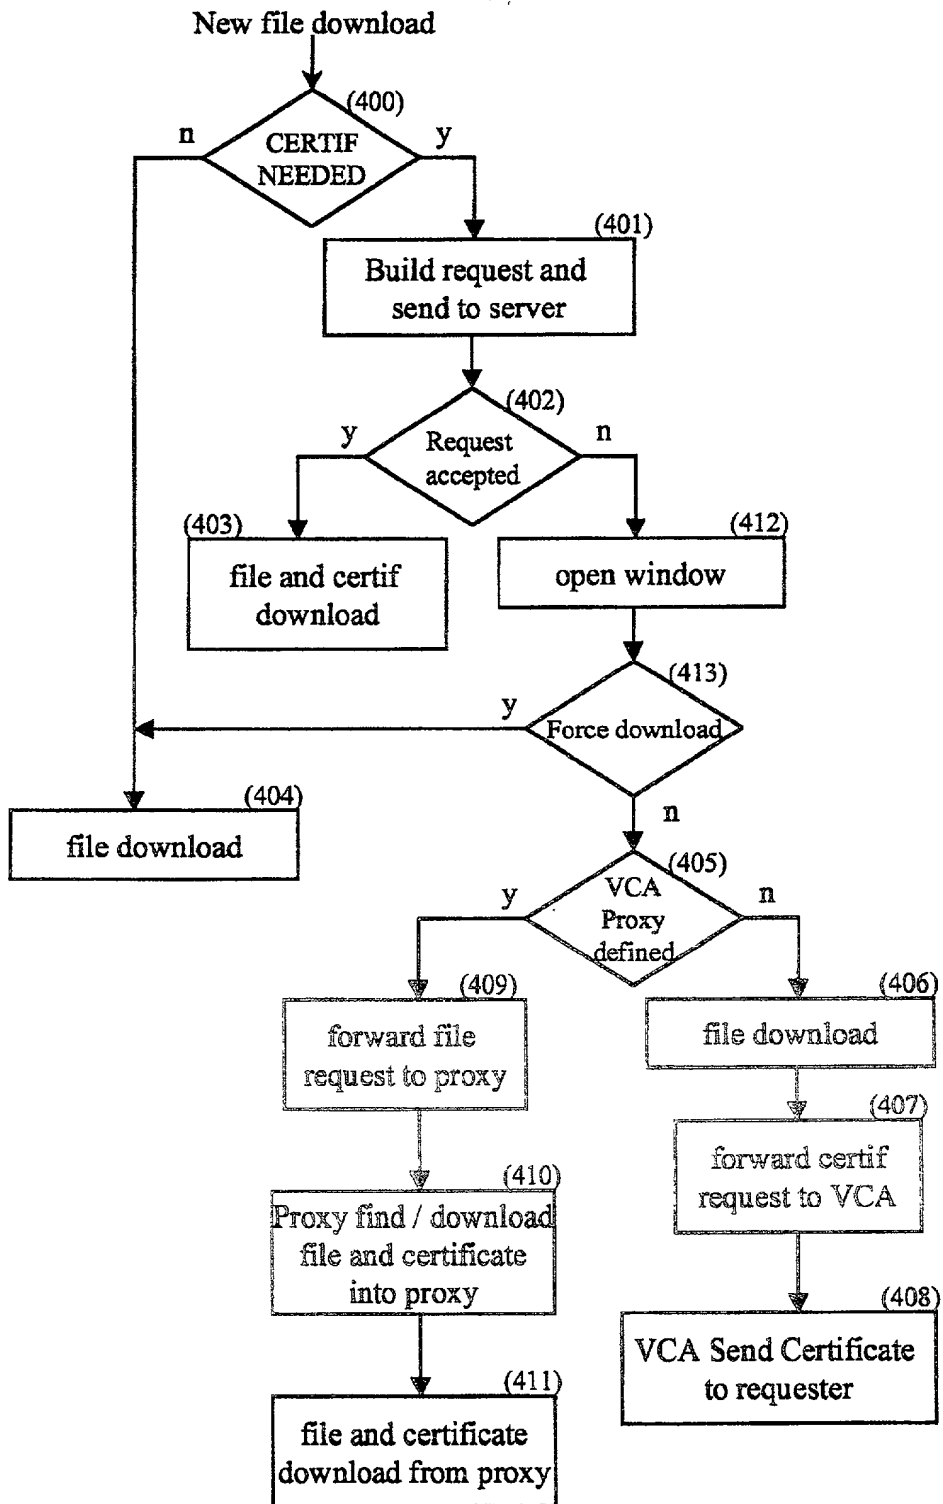 New file download
(400)
n
y
CERTIF
NEEDED
(401)
Build request and
send to server
(402)
y
n
Request
accepted
(403)
(412)
file and certif
download
open window
(413)
y
Force download
(404)
n
file download
(405)
y
n
VCA
Proxy
defined
(409)
(406)
forward file
request to proxy
file download
(407)
forward certif
request to VCA
(410)
Proxy find / download
file and certificate
into proxy
(408)
VCA Send Certificate
to requester
(411)
file and certificate
download from proxy